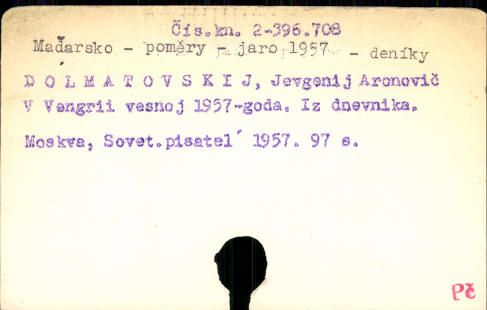 Čís.kn. 2-396.708
Maďarsko - poměry - jaro 1957 - deníky
D O L M A T O V S K I J, Jevgenij Aronovič
V Vengrii vesnoj 1957-goda. Iz dnevnika.
Moskva, Sovet.pisatel´ 1957. 97 s.
Pč